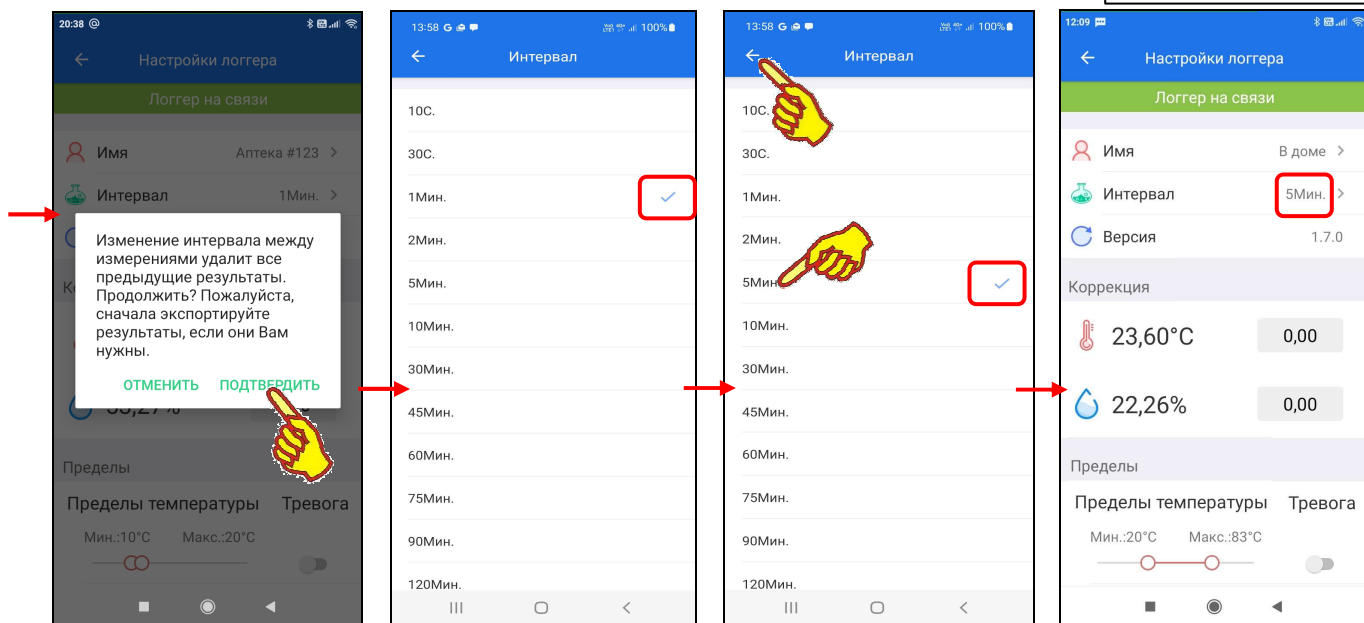 20:38 @
Настройки логгера
Логгер на связи
Имя Аптека #123 >
Интервал 1Мин. >
Изменение интервала между
измерениями удалит все
предыдущие результаты.
Продолжить? Пожалуйста,
сначала экспортируйте
результаты, если они Вам
нужны.
ОТМЕНИТЬ ПОДТВЕРДИТЬ
Пределы
Пределы температуры Тревога
Мин.:10°C Макс.:20°C
13:58 G 100%
Интервал
10С.
30С.
1Мин.
2Мин.
5Мин.
10Мин.
30Мин.
45Мин.
60Мин.
75Мин.
90Мин.
120Мин.
13:58 G 100%
Интервал
10С.
30С.
1Мин.
2Мин.
5Мин
10Мин.
30Мин.
45Мин.
60Мин.
75Мин.
90Мин.
120Мин.
12:09
Настройки логгера
Логгер на связи
Имя В доме >
Интервал 5Мин. >
Версия 1.7.0
Коррекция
23,60°C 0,00
22,26% 0,00
Пределы
Пределы температуры Тревога
Мин.:20°C Макс.:83°C